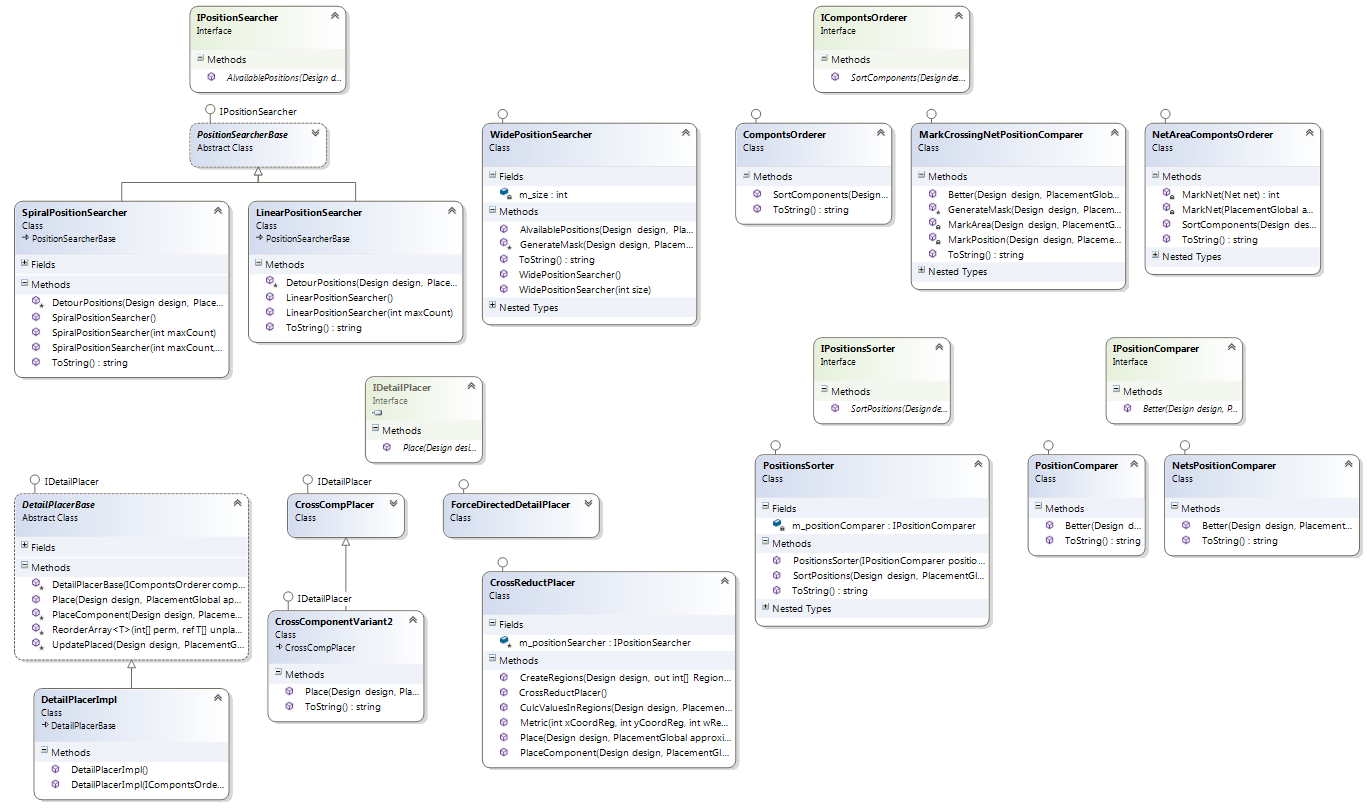 IPositionSearcher
Interface
Methods
AlvailablePositions(Design d...
IPositionSearcher
PositionSearcherBase
Abstract Class
SpiralPositionSearcher
Class
PositionSearcherBase
Fields
Methods
DetourPositions(Design design, Place...
SpiralPositionSearcher()
SpiralPositionSearcher(int maxCount)
SpiralPositionSearcher(int maxCount,...
ToString() : string
LinearPositionSearcher
Class
PositionSearcherBase
Methods
DetourPositions(Design design, Place...
LinearPositionSearcher()
LinearPositionSearcher(int maxCount)
ToString() : string
WidePositionSearcher
Class
Fields
m_size : int
Methods
AlvailablePositions(Design design, Pla...
GenerateMask(Design design, Placem...
ToString() : string
WidePositionSearcher()
WidePositionSearcher(int size)
Nested Types
ICompontsOrderer
Interface
Methods
SortComponents(Design des...
CompontsOrderer
Class
Methods
SortComponents(Design...
ToString() : string
MarkCrossingNetPositionComparer
Class
Methods
Better(Design design, PlacementGlob...
GenerateMask(Design design, Placem...
MarkArea(Design design, PlacementG...
MarkPosition(Design design, Placeme...
ToString() : string
Nested Types
NetAreaCompontsOrderer
Class
Methods
MarkNet(Net net) : int
MarkNet(PlacementGlobal a...
SortComponents(Design des...
ToString() : string
Nested Types
IDetailPlacer
Interface
Methods
Place(Design desi...
IPositionsSorter
Interface
Methods
SortPositions(Design de...
IPositionComparer
Interface
Methods
Better(Design design, P...
IDetailPlacer
DetailPlacerBase
Abstract Class
Fields
Methods
DetailPlacerBase(ICompontsOrderer comp...
Place(Design design, PlacementGlobal ap...
PlaceComponent(Design design, Placeme...
ReorderArray<T>(int[] perm, ref T[] unpla...
UpdatePlaced(Design design, PlacementG...
DetailPlacerImpl
Class
DetailPlacerBase
Methods
DetailPlacerImpl()
DetailPlacerImpl(ICompontsOrde...
IDetailPlacer
CrossCompPlacer
Class
IDetailPlacer
CrossComponentVariant2
Class
CrossCompPlacer
Methods
Place(Design design, Pla...
ToString() : string
ForceDirectedDetailPlacer
Class
CrossReductPlacer
Class
Fields
m_positionSearcher : IPositionSearcher
Methods
CreateRegions(Design design, out int[] Region...
CrossReductPlacer()
CulcValuesInRegions(Design design, Placemen...
Metric(int xCoordReg, int yCoordReg, int wRe...
Place(Design design, PlacementGlobal approxi...
PlaceComponent(Design design, PlacementGl...
PositionsSorter
Class
Fields
m_positionComparer : IPositionComparer
Methods
PositionsSorter(IPositionComparer positio...
SortPositions(Design design, PlacementGl...
ToString() : string
Nested Types
PositionComparer
Class
Methods
Better(Design d...
ToString() : string
NetsPositionComparer
Class
Methods
Better(Design design, Placement...
ToString() : string